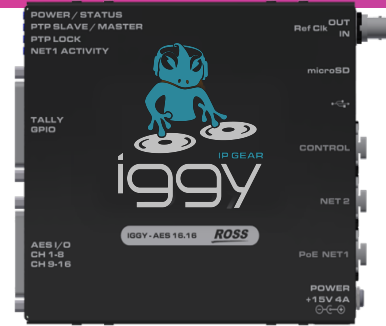 POWER / STATUS
PTP SLAVE / MASTER
PTP LOCK
NET1 ACTIVITY
Ref Clk OUT
IN
microSD
TALLY
GPIO
CONTROL
IP GEAR
iggy
NET 2
IGGY - AES 16.16 ROSS
AES I/O
CH 1-8
CH 9-16
PoE NET1
POWER
+15V 4A